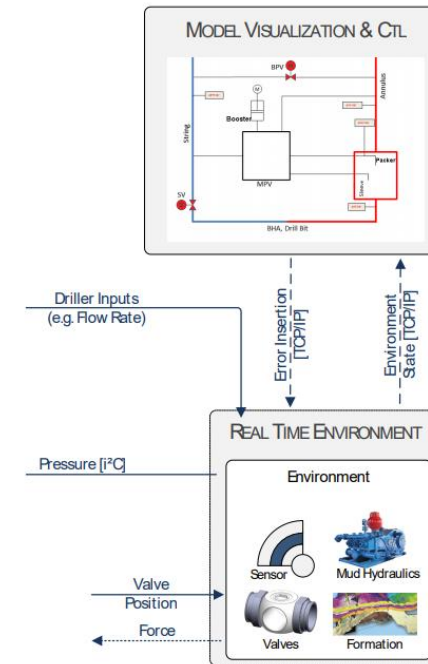 MODEL VISUALIZATION & CTL
BPV
M
Booster
String
Annulus
Packer
MPV
Sleeve
SV
BHA, Drill Bit
Driller Inputs
(e.g. Flow Rate)
Error Insertion
[TCP/IP]
Environment
State [TCP/IP]
REAL TIME ENVIRONMENT
Pressure [i²C]
Environment
Sensor
Mud Hydraulics
Valve
Position
Force
Valves
Formation